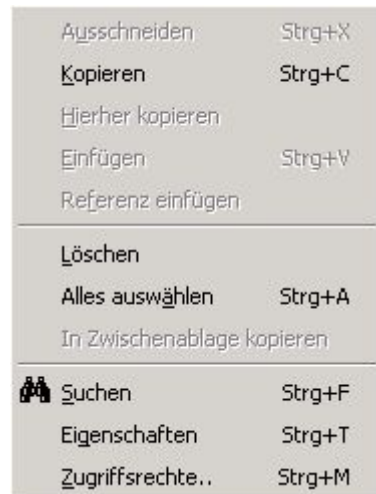 Ausschneiden Strg+X
Kopieren Strg+C
Hierher kopieren
Einfügen Strg+V
Referenz einfügen
Löschen
Alles auswählen Strg+A
In Zwischenablage kopieren
Suchen Strg+F
Eigenschaften Strg+T
Zugriffsrechte.. Strg+M